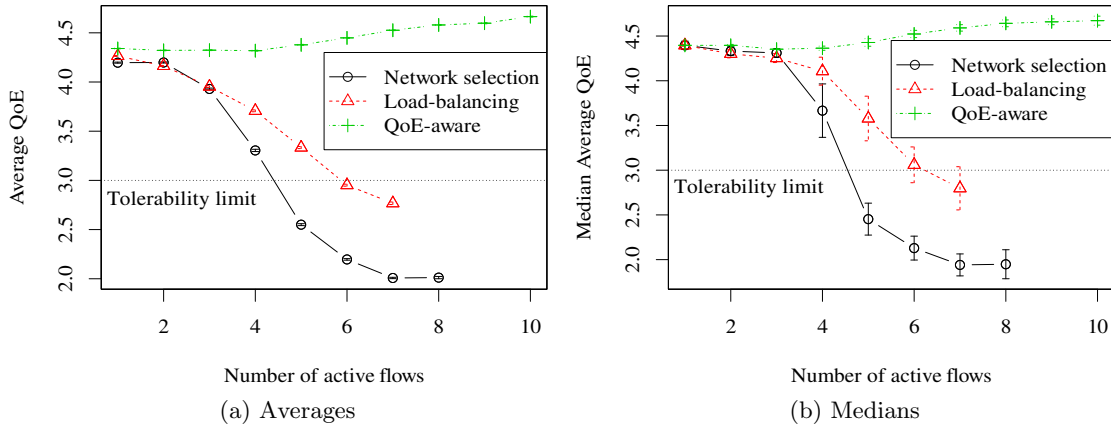 Average QoE
4.5
4.0
3.5
3.0
2.5
2.0
Network selection
Load-balancing
QoE-aware
Tolerability limit
2 4 6 8 10
Number of active flows
(a) Averages
Median Average QoE
4.5
4.0
3.5
3.0
2.5
2.0
Network selection
Load-balancing
QoE-aware
Tolerability limit
2 4 6 8 10
Number of active flows
(b) Medians